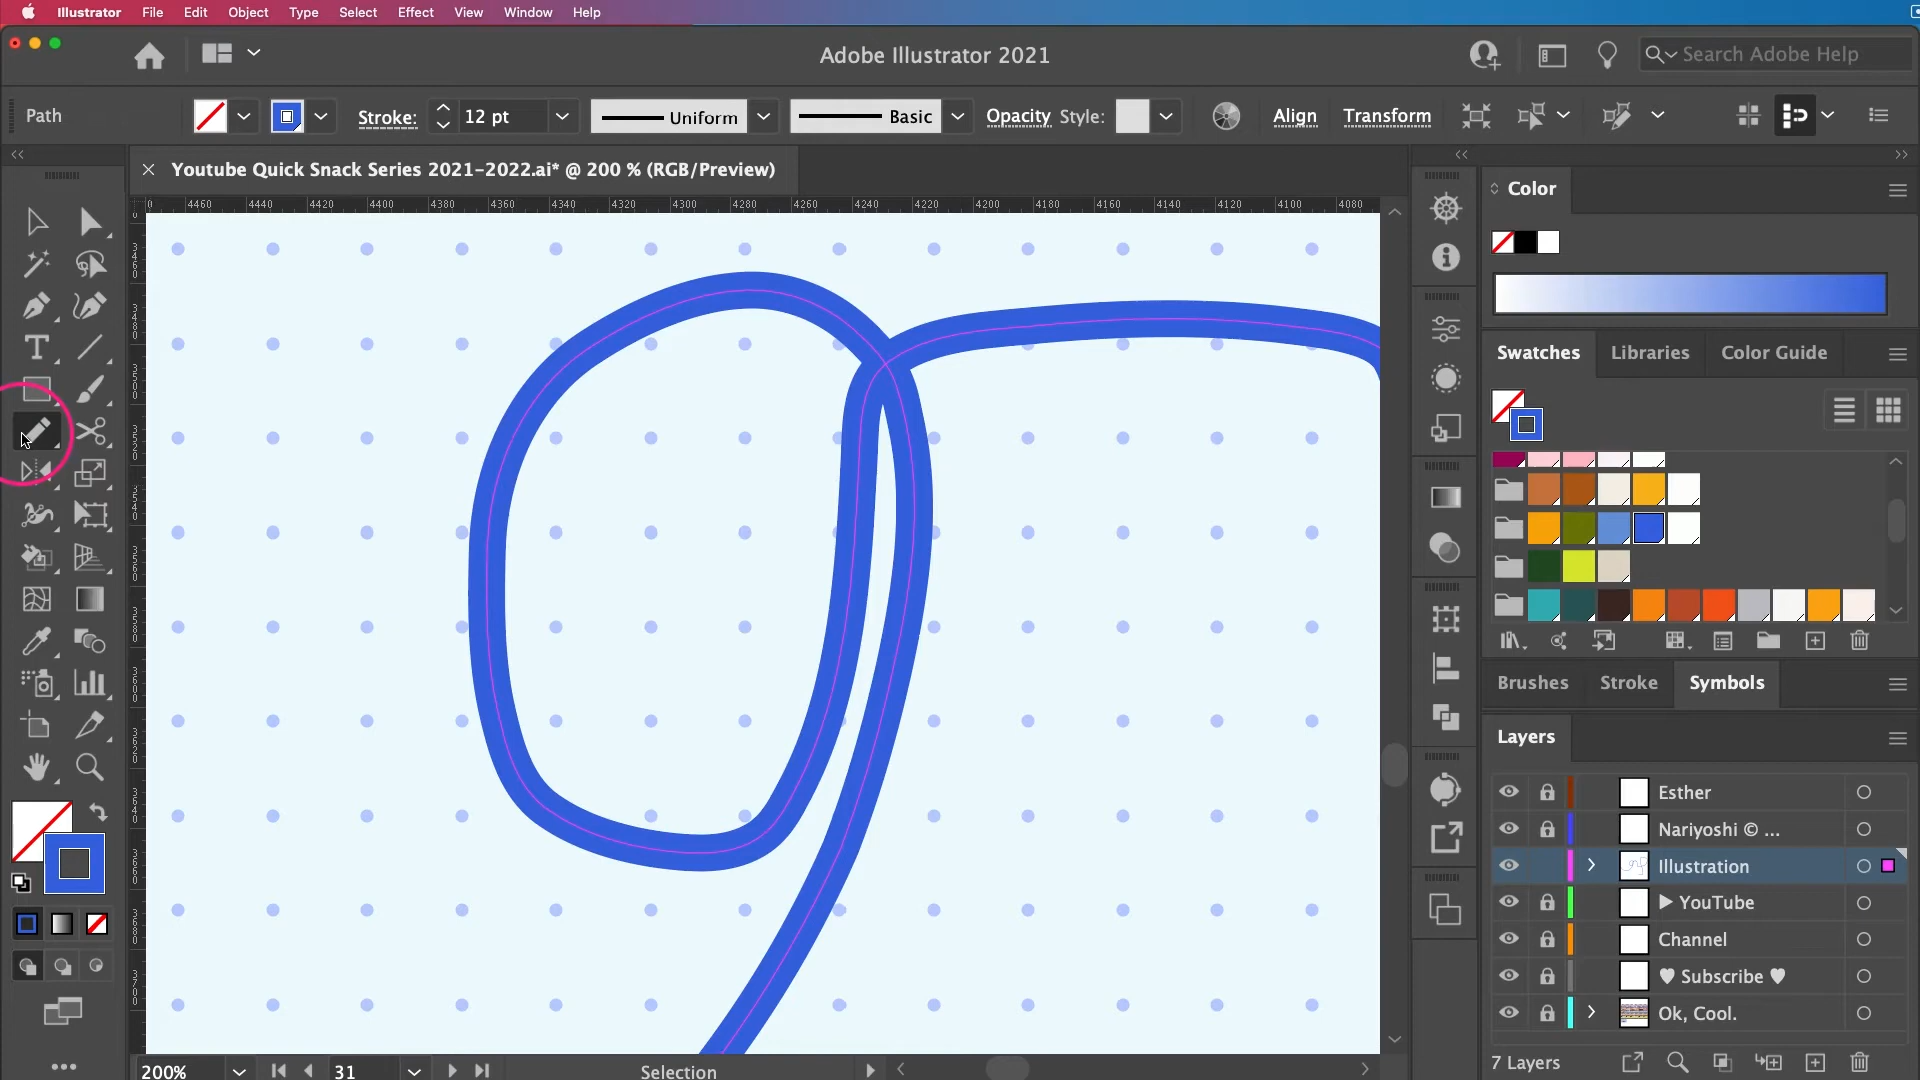 Illustrator File Edit Object Type Select Effect View Window Help
Adobe Illustrator 2021
Search Adobe Help
Path
Stroke:
12 pt
Uniform
Basic
Opacity
Style:
Align
Transform
Youtube Quick Snack Series 2021-2022.ai* @ 200 % (RGB/Preview)
0 4460 4440 4420 4400 4380 4360 4340 4320 4300 4280 4260 4240 4220 4200 4180 4160 4140 4120 4100 4080
Color
Swatches Libraries Color Guide
Brushes Stroke Symbols
Layers
Esther
Nariyoshi © ...
Illustration
▶ YouTube
Channel
♥ Subscribe ♥
Ok, Cool.
7 Layers
200%
31
Selection